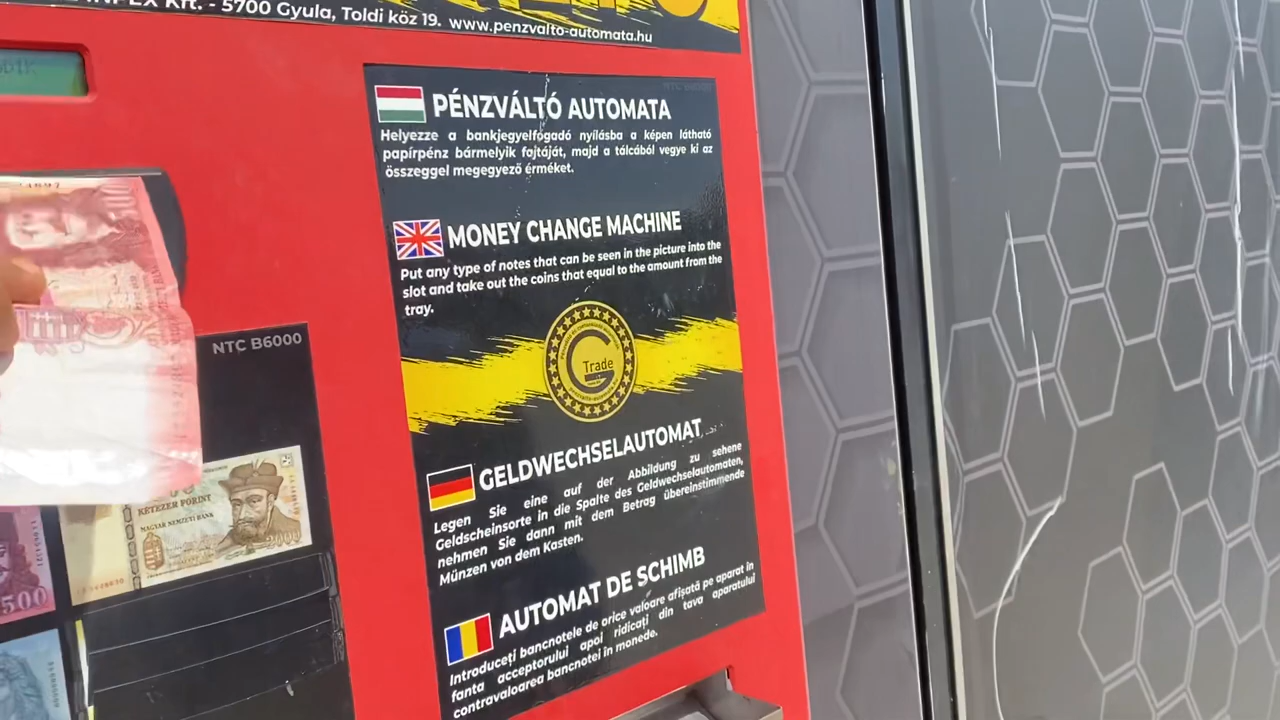 Kft. - 5700 Gyula, Toldi köz 19. www.penzvalto-automata.hu
PÉNZVÁLTÓ AUTOMATA
Helyezze a bankjegyelfogadó nyílásba a képen látható
papírpénz bármelyik fajtáját, majd a tálcából vegye ki az
összeggel megegyező érméket.
MONEY CHANGE MACHINE
Put any type of notes that can be seen in the picture into the
slot and take out the coins that equal to the amount from the
tray.
NTC B6000
Trade
GELDWECHSELAUTOMAT
Legen Sie eine auf der Abbildung zu sehene
Geldscheinsorte in die Spalte des Geldwechselautomaten,
nehmen Sie dann mit dem Betrag übereinstimmende
Münzen von dem Kasten.
KETEZER FORINT
MAGYAR NEMZETI BANK
2000
500
AUTOMAT DE SCHIMB
Introduceți bancnotele de orice valoare afișată pe aparat în
fanta acceptorului apoi ridicați din tava aparatului
contravaloarea bancnotei în monede.